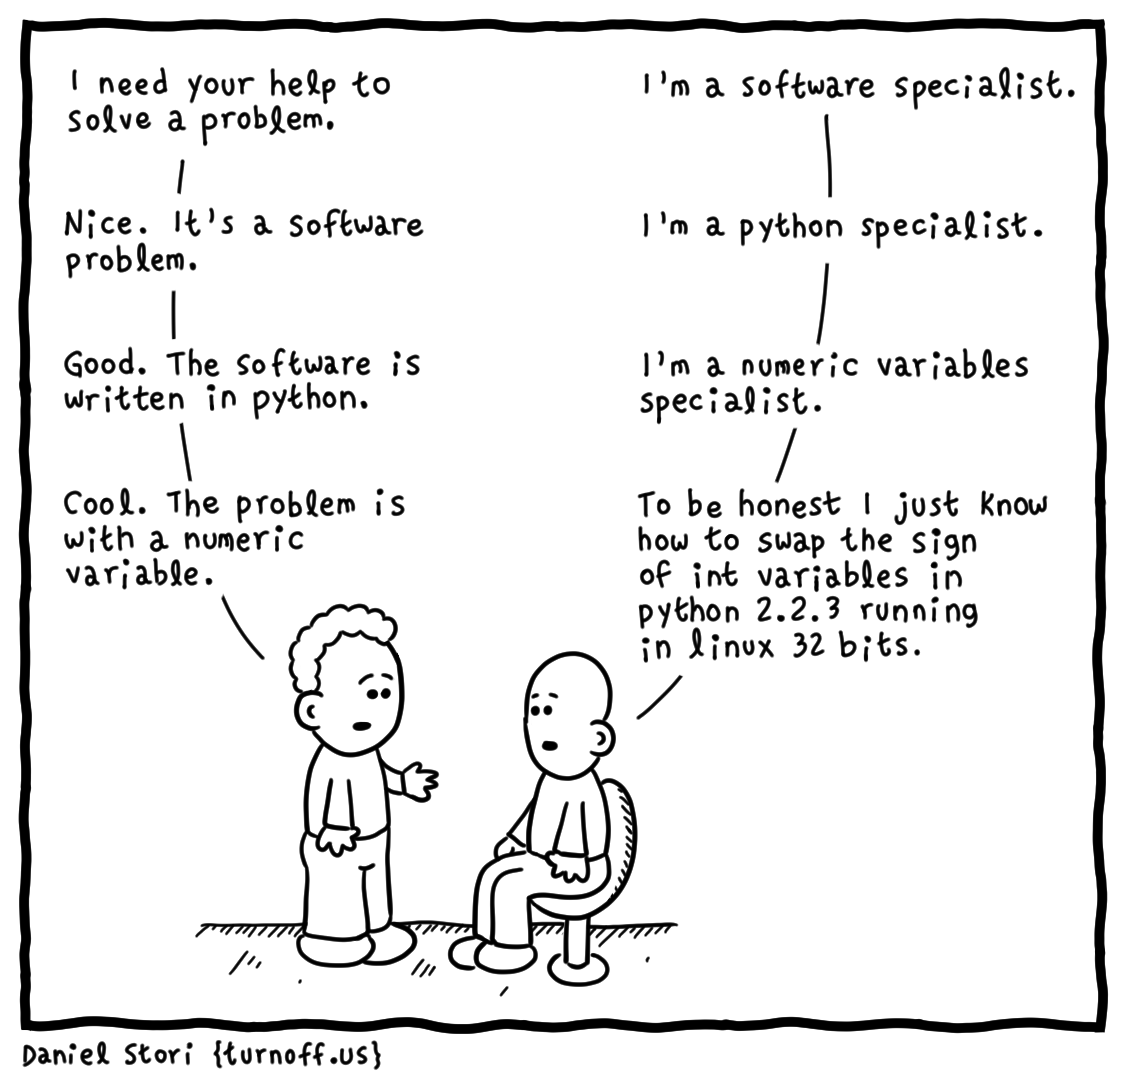 I need your help to
solve a problem.
I'm a software specialist.
Nice. It's a software
problem.
I'm a python specialist.
Good. The software is
written in python.
I'm a numeric variables
specialist.
Cool. The problem is
with a numeric
variable.
To be honest I just know
how to swap the sign
of int variables in
python 2.2.3 running
in linux 32 bits.
Daniel Stori {turnoff.us}